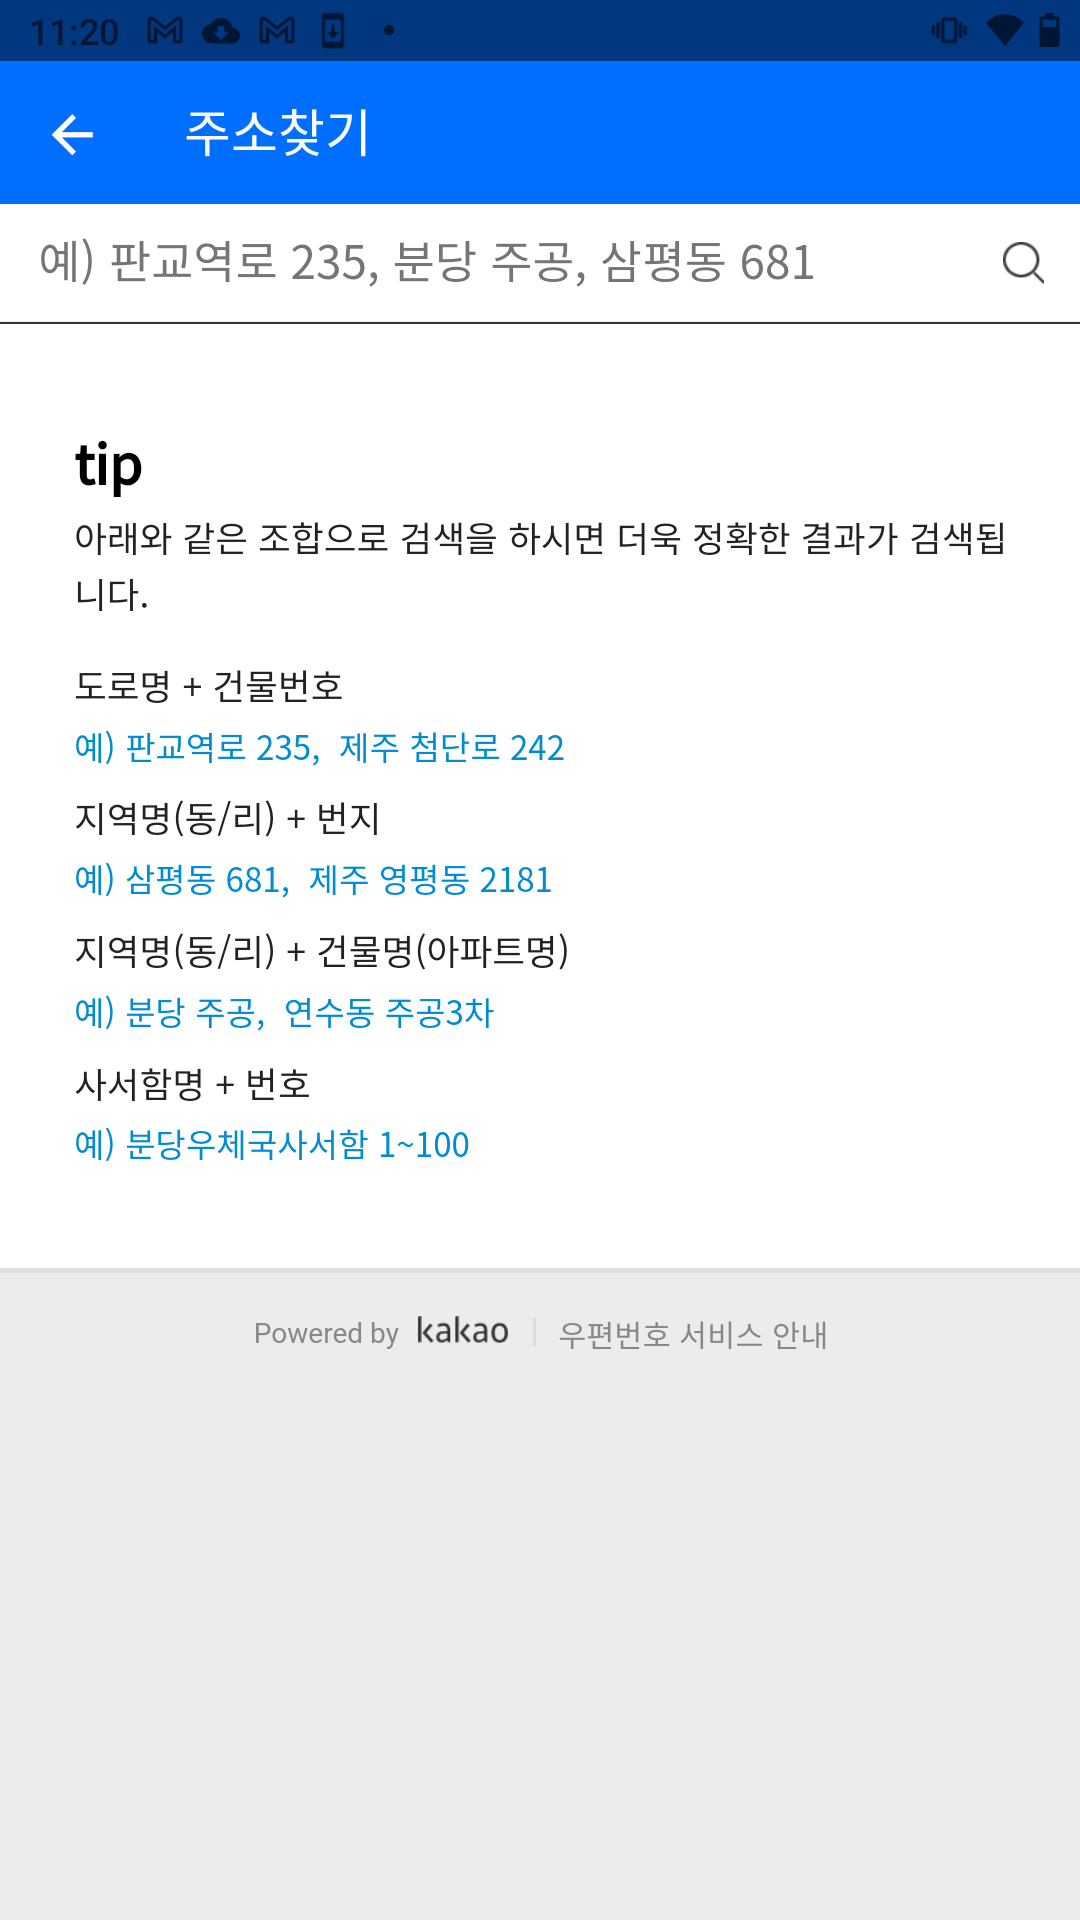 11:20
주소찾기
예) 판교역로 235, 분당 주공, 삼평동 681
tip
아래와 같은 조합으로 검색을 하시면 더욱 정확한 결과가 검색됩
니다.
도로명 + 건물번호
예) 판교역로 235, 제주 첨단로 242
지역명(동/리) + 번지
예) 삼평동 681, 제주 영평동 2181
지역명(동/리) + 건물명(아파트명)
예) 분당 주공, 연수동 주공3차
사서함명 + 번호
예) 분당우체국사서함 1~100
Powered by kakao 우편번호 서비스 안내